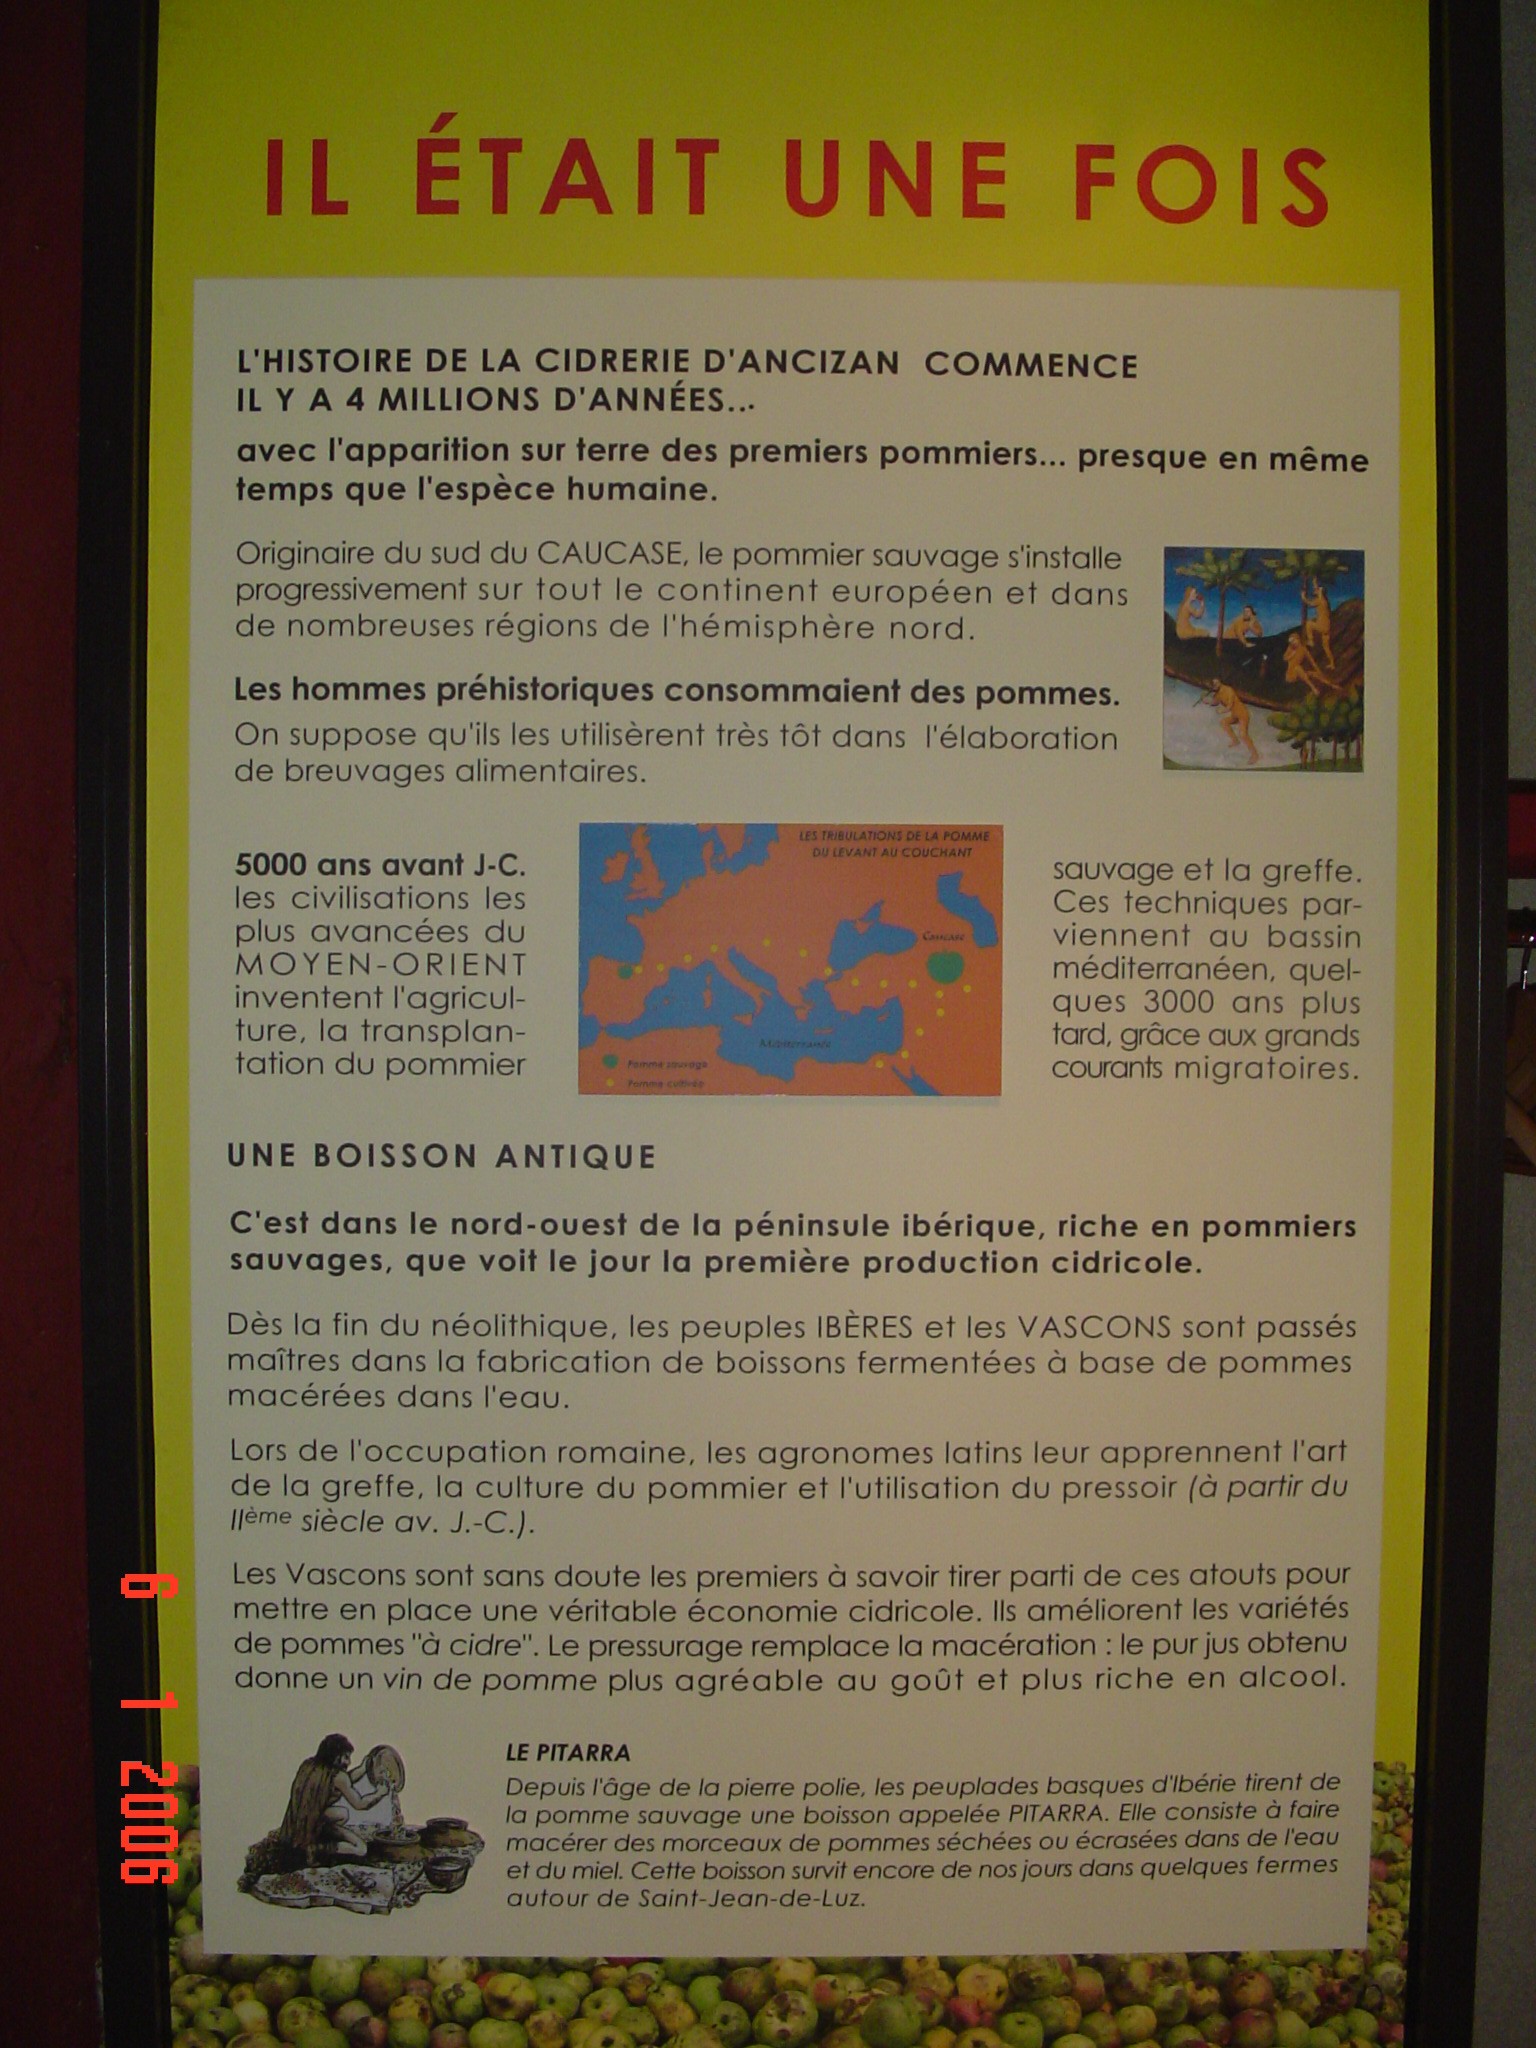 IL ÉTAIT UNE FOIS
L'HISTOIRE DE LA CIDRERIE D'ANCIZAN COMMENCE
IL Y A 4 MILLIONS D'ANNÉES...
avec l'apparition sur terre des premiers pommiers... presque en même
temps que l'espèce humaine.
Originaire du sud du CAUCASE, le pommier sauvage s'installe
progressivement sur tout le continent européen et dans
de nombreuses régions de l'hémisphère nord.
Les hommes préhistoriques consommaient des pommes.
On suppose qu'ils les utilisèrent très tôt dans l'élaboration
de breuvages alimentaires.
5000 ans avant J-C.
les civilisations les
plus avancées du
MOYEN-ORIENT
inventent l'agricul-
ture, la transplan-
tation du pommier
LES TRIBULATIONS DE LA POMME
DU LEVANT AU COUCHANT
Caucase
Méditerranée
Pomme sauvage
Pomme cultivée
sauvage et la greffe.
Ces techniques par-
viennent au bassin
méditerranéen, quel-
ques 3000 ans plus
tard, grâce aux grands
courants migratoires.
UNE BOISSON ANTIQUE
C'est dans le nord-ouest de la péninsule ibérique, riche en pommiers
sauvages, que voit le jour la première production cidricole.
Dès la fin du néolithique, les peuples IBÈRES et les VASCONS sont passés
maîtres dans la fabrication de boissons fermentées à base de pommes
macérées dans l'eau.
Lors de l'occupation romaine, les agronomes latins leur apprennent l'art
de la greffe, la culture du pommier et l'utilisation du pressoir (à partir du
IIème siècle av. J.-C.).
Les Vascons sont sans doute les premiers à savoir tirer parti de ces atouts pour
mettre en place une véritable économie cidricole. Ils améliorent les variétés
de pommes "à cidre". Le pressurage remplace la macération : le pur jus obtenu
donne un vin de pomme plus agréable au goût et plus riche en alcool.
LE PITARRA
Depuis l'âge de la pierre polie, les peuplades basques d'Ibérie tirent de
la pomme sauvage une boisson appelée PITARRA. Elle consiste à faire
macérer des morceaux de pommes séchées ou écrasées dans de l'eau
et du miel. Cette boisson survit encore de nos jours dans quelques fermes
autour de Saint-Jean-de-Luz.
6 1 2006